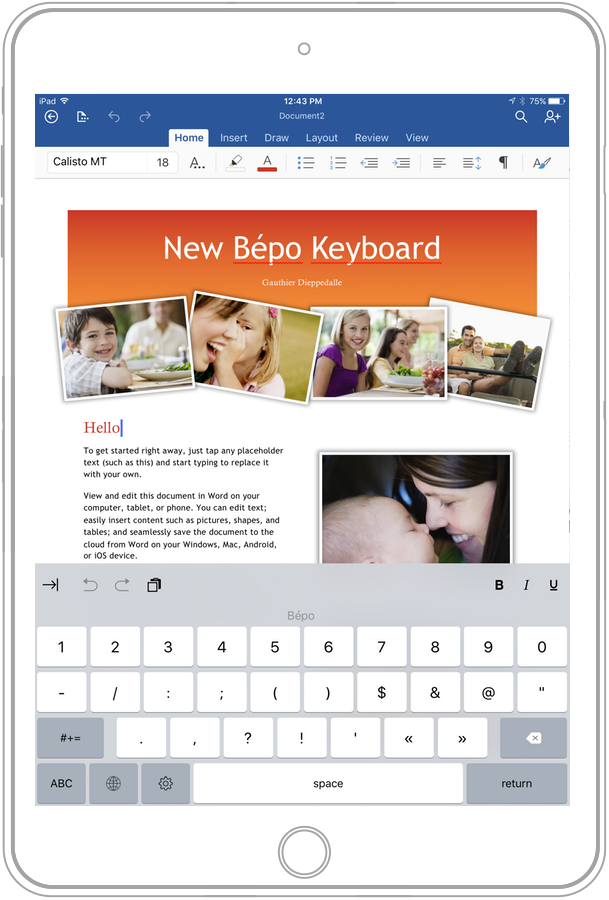 iPad 12:43 PM 75%
Document2
Home Insert Draw Layout Review View
Calisto MT 18 A... A
New Bépo Keyboard
Gauthier Dieppedalle
Hello
To get started right away, just tap any placeholder
text (such as this) and start typing to replace it
with your own.
View and edit this document in Word on your
computer, tablet, or phone. You can edit text;
easily insert content such as pictures, shapes, and
tables; and seamlessly save the document to the
cloud from Word on your Windows, Mac, Android,
or iOS device.
B I U
Bépo
1 2 3 4 5 6 7 8 9 0
- / : ; ( ) $ & @ "
#+= . , ? ! ' « »
ABC space return